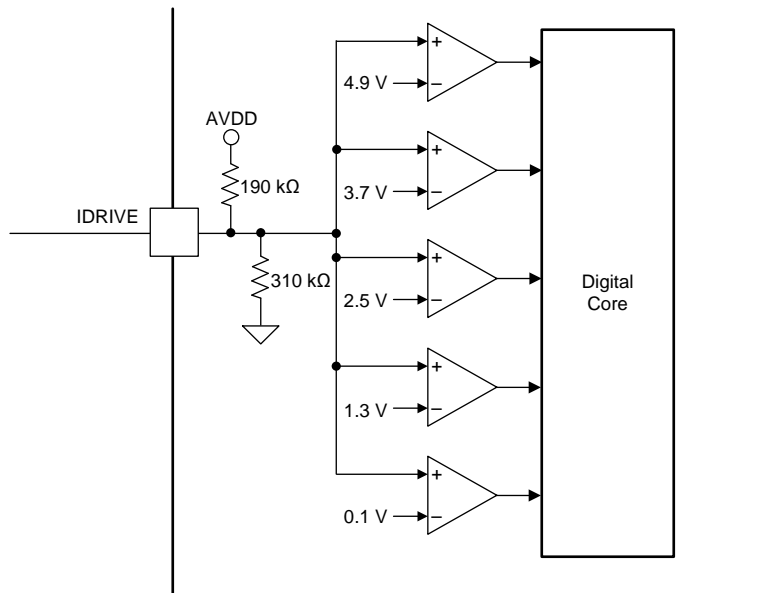 AVDD
190 kΩ
IDRIVE
310 kΩ
+
4.9 V
−
+
3.7 V
−
+
2.5 V
−
+
1.3 V
−
+
0.1 V
−
Digital
Core